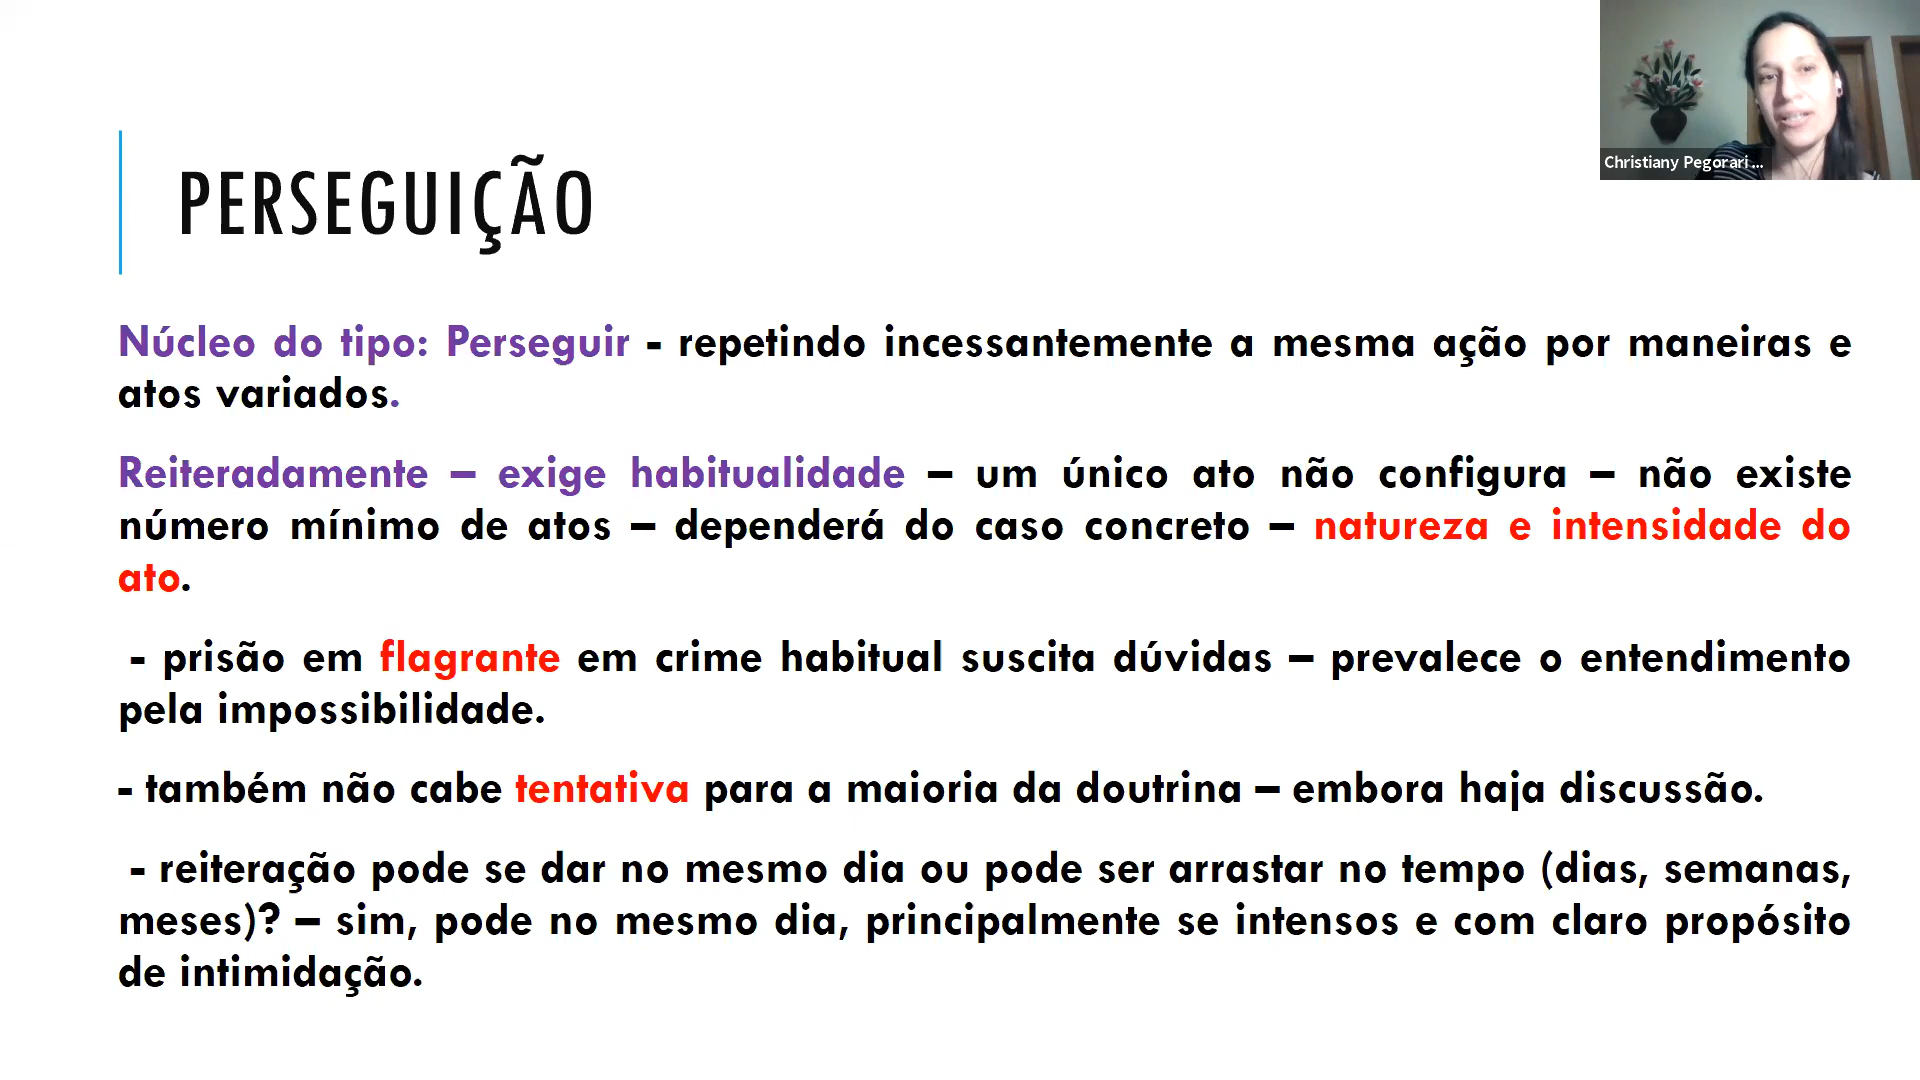 Christiany Pegorari ...
PERSEGUIÇÃO
Núcleo do tipo: Perseguir - repetindo incessantemente a mesma ação por maneiras e
atos variados.
Reiteradamente – exige habitualidade – um único ato não configura – não existe
número mínimo de atos – dependerá do caso concreto – natureza e intensidade do
ato.
- prisão em flagrante em crime habitual suscita dúvidas – prevalece o entendimento
pela impossibilidade.
- também não cabe tentativa para a maioria da doutrina – embora haja discussão.
- reiteração pode se dar no mesmo dia ou pode ser arrastar no tempo (dias, semanas,
meses)? – sim, pode no mesmo dia, principalmente se intensos e com claro propósito
de intimidação.